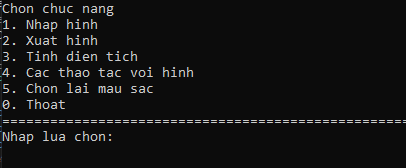 Chon chuc nang
1. Nhap hinh
2. Xuat hinh
3. Tinh dien tich
4. Cac thao tac voi hinh
5. Chon lai mau sac
0. Thoat
==================================================
Nhap lua chon: